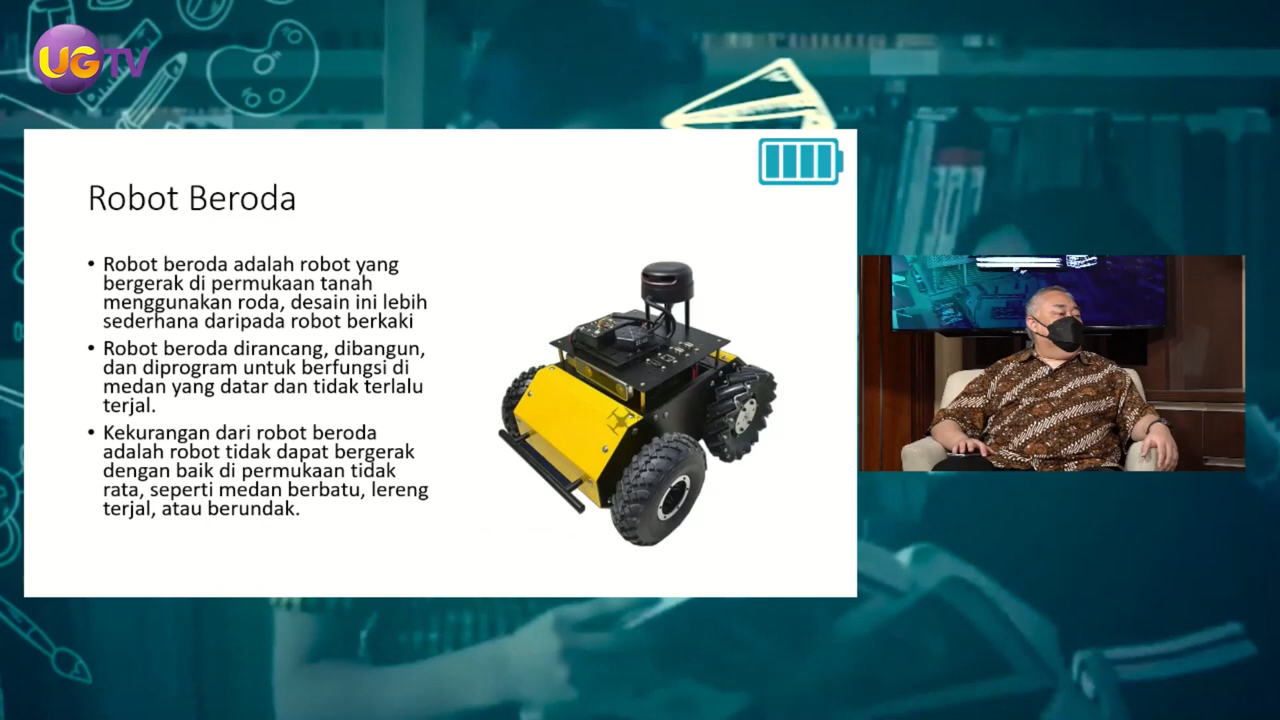 UGTV
Robot Beroda
• Robot beroda adalah robot yang
bergerak di permukaan tanah
menggunakan roda, desain ini lebih
sederhana daripada robot berkaki
• Robot beroda dirancang, dibangun,
dan diprogram untuk berfungsi di
medan yang datar dan tidak terlalu
terjal.
• Kekurangan dari robot beroda
adalah robot tidak dapat bergerak
dengan baik di permukaan tidak
rata, seperti medan berbatu, lereng
terjal, atau berundak.